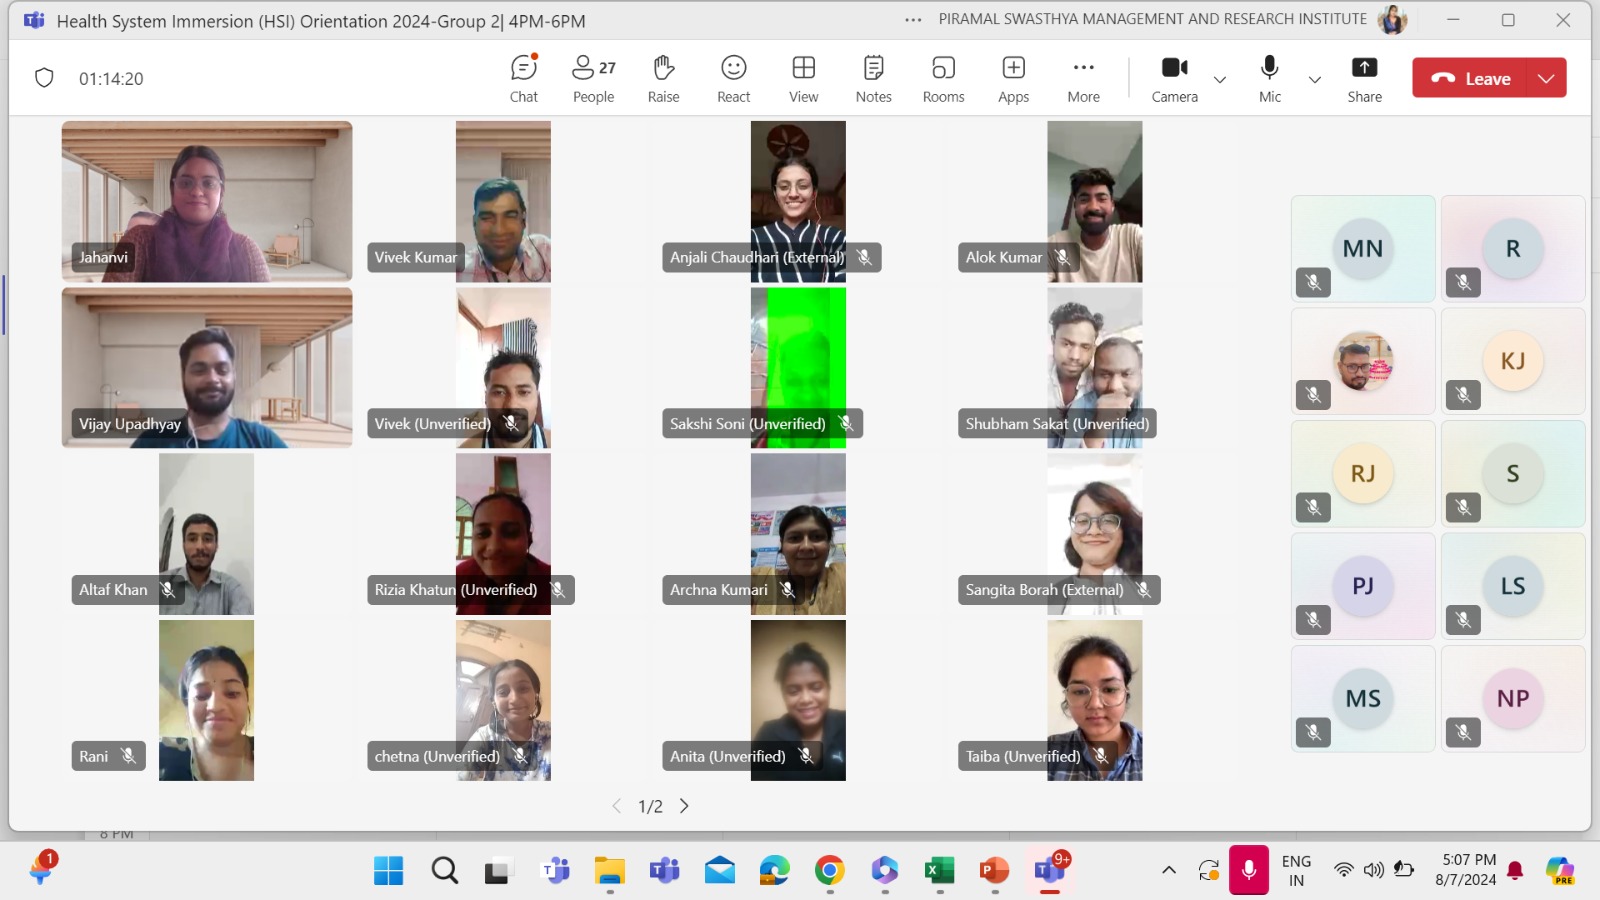 Health System Immersion (HSI) Orientation 2024-Group 2| 4PM-6PM
PIRAMAL SWASTHYA MANAGEMENT AND RESEARCH INSTITUTE
01:14:20
Chat
27
People
Raise
React
View
Notes
Rooms
Apps
More
Camera
Mic
Share
Leave
Jahanvi
Vivek Kumar
Anjali Chaudhari (External)
Alok Kumar
MN
R
Vijay Upadhyay
Vivek (Unverified)
Sakshi Soni (Unverified)
Shubham Sakat (Unverified)
KJ
RJ
S
Altaf Khan
Rizia Khatun (Unverified)
Archna Kumari
Sangita Borah (External)
PJ
LS
Rani
chetna (Unverified)
Anita (Unverified)
Taiba (Unverified)
MS
NP
1/2
8 PM
1
9+
ENG
IN
5:07 PM
8/7/2024
PRE